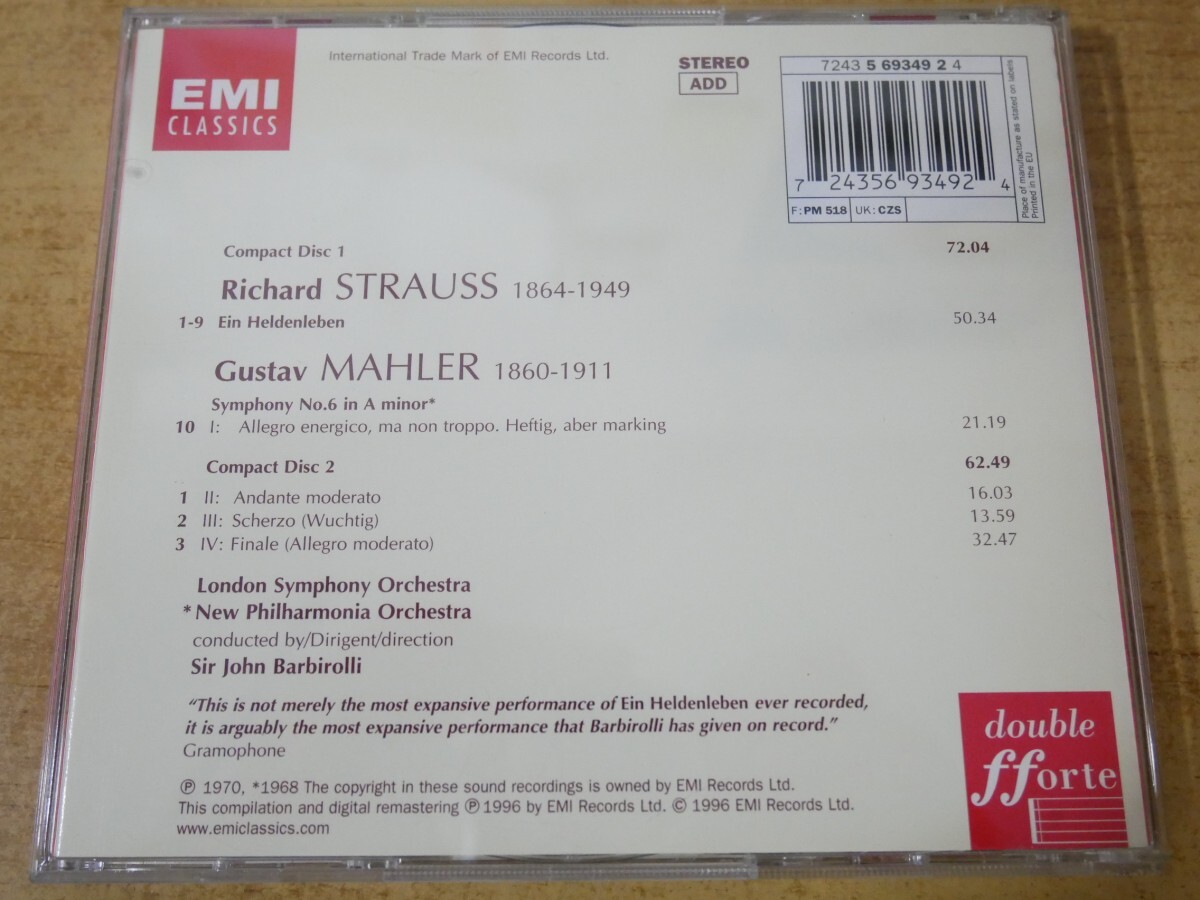 EMI
CLASSICS
International Trade Mark of EMI Records Ltd.
STEREO
ADD
7243 5 69349 2 4
7 24356 93492 4
F: PM 518 UK: CZS
Place of manufacture as stated on labels
Printed in the EU
Compact Disc 1 72.04
Richard STRAUSS 1864-1949
1-9 Ein Heldenleben 50.34
Gustav MAHLER 1860-1911
Symphony No.6 in A minor*
10 I: Allegro energico, ma non troppo. Heftig, aber marking 21.19
Compact Disc 2 62.49
1 II: Andante moderato 16.03
2 III: Scherzo (Wuchtig) 13.59
3 IV: Finale (Allegro moderato) 32.47
London Symphony Orchestra
*New Philharmonia Orchestra
conducted by/Dirigent/direction
Sir John Barbirolli
“This is not merely the most expansive performance of Ein Heldenleben ever recorded,
it is arguably the most expansive performance that Barbirolli has given on record.”
Gramophone
℗ 1970, *1968 The copyright in these sound recordings is owned by EMI Records Ltd.
This compilation and digital remastering ℗ 1996 by EMI Records Ltd. © 1996 EMI Records Ltd.
www.emiclassics.com
double
fforte